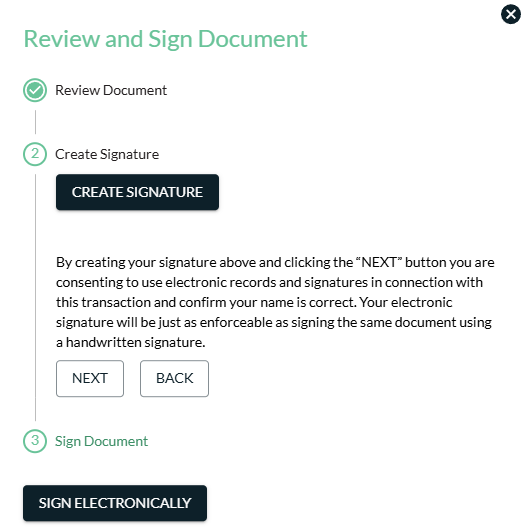 Review and Sign Document
Review Document
2
Create Signature
CREATE SIGNATURE
By creating your signature above and clicking the “NEXT” button you are
consenting to use electronic records and signatures in connection with
this transaction and confirm your name is correct. Your electronic
signature will be just as enforceable as signing the same document using
a handwritten signature.
NEXT
BACK
3
Sign Document
SIGN ELECTRONICALLY